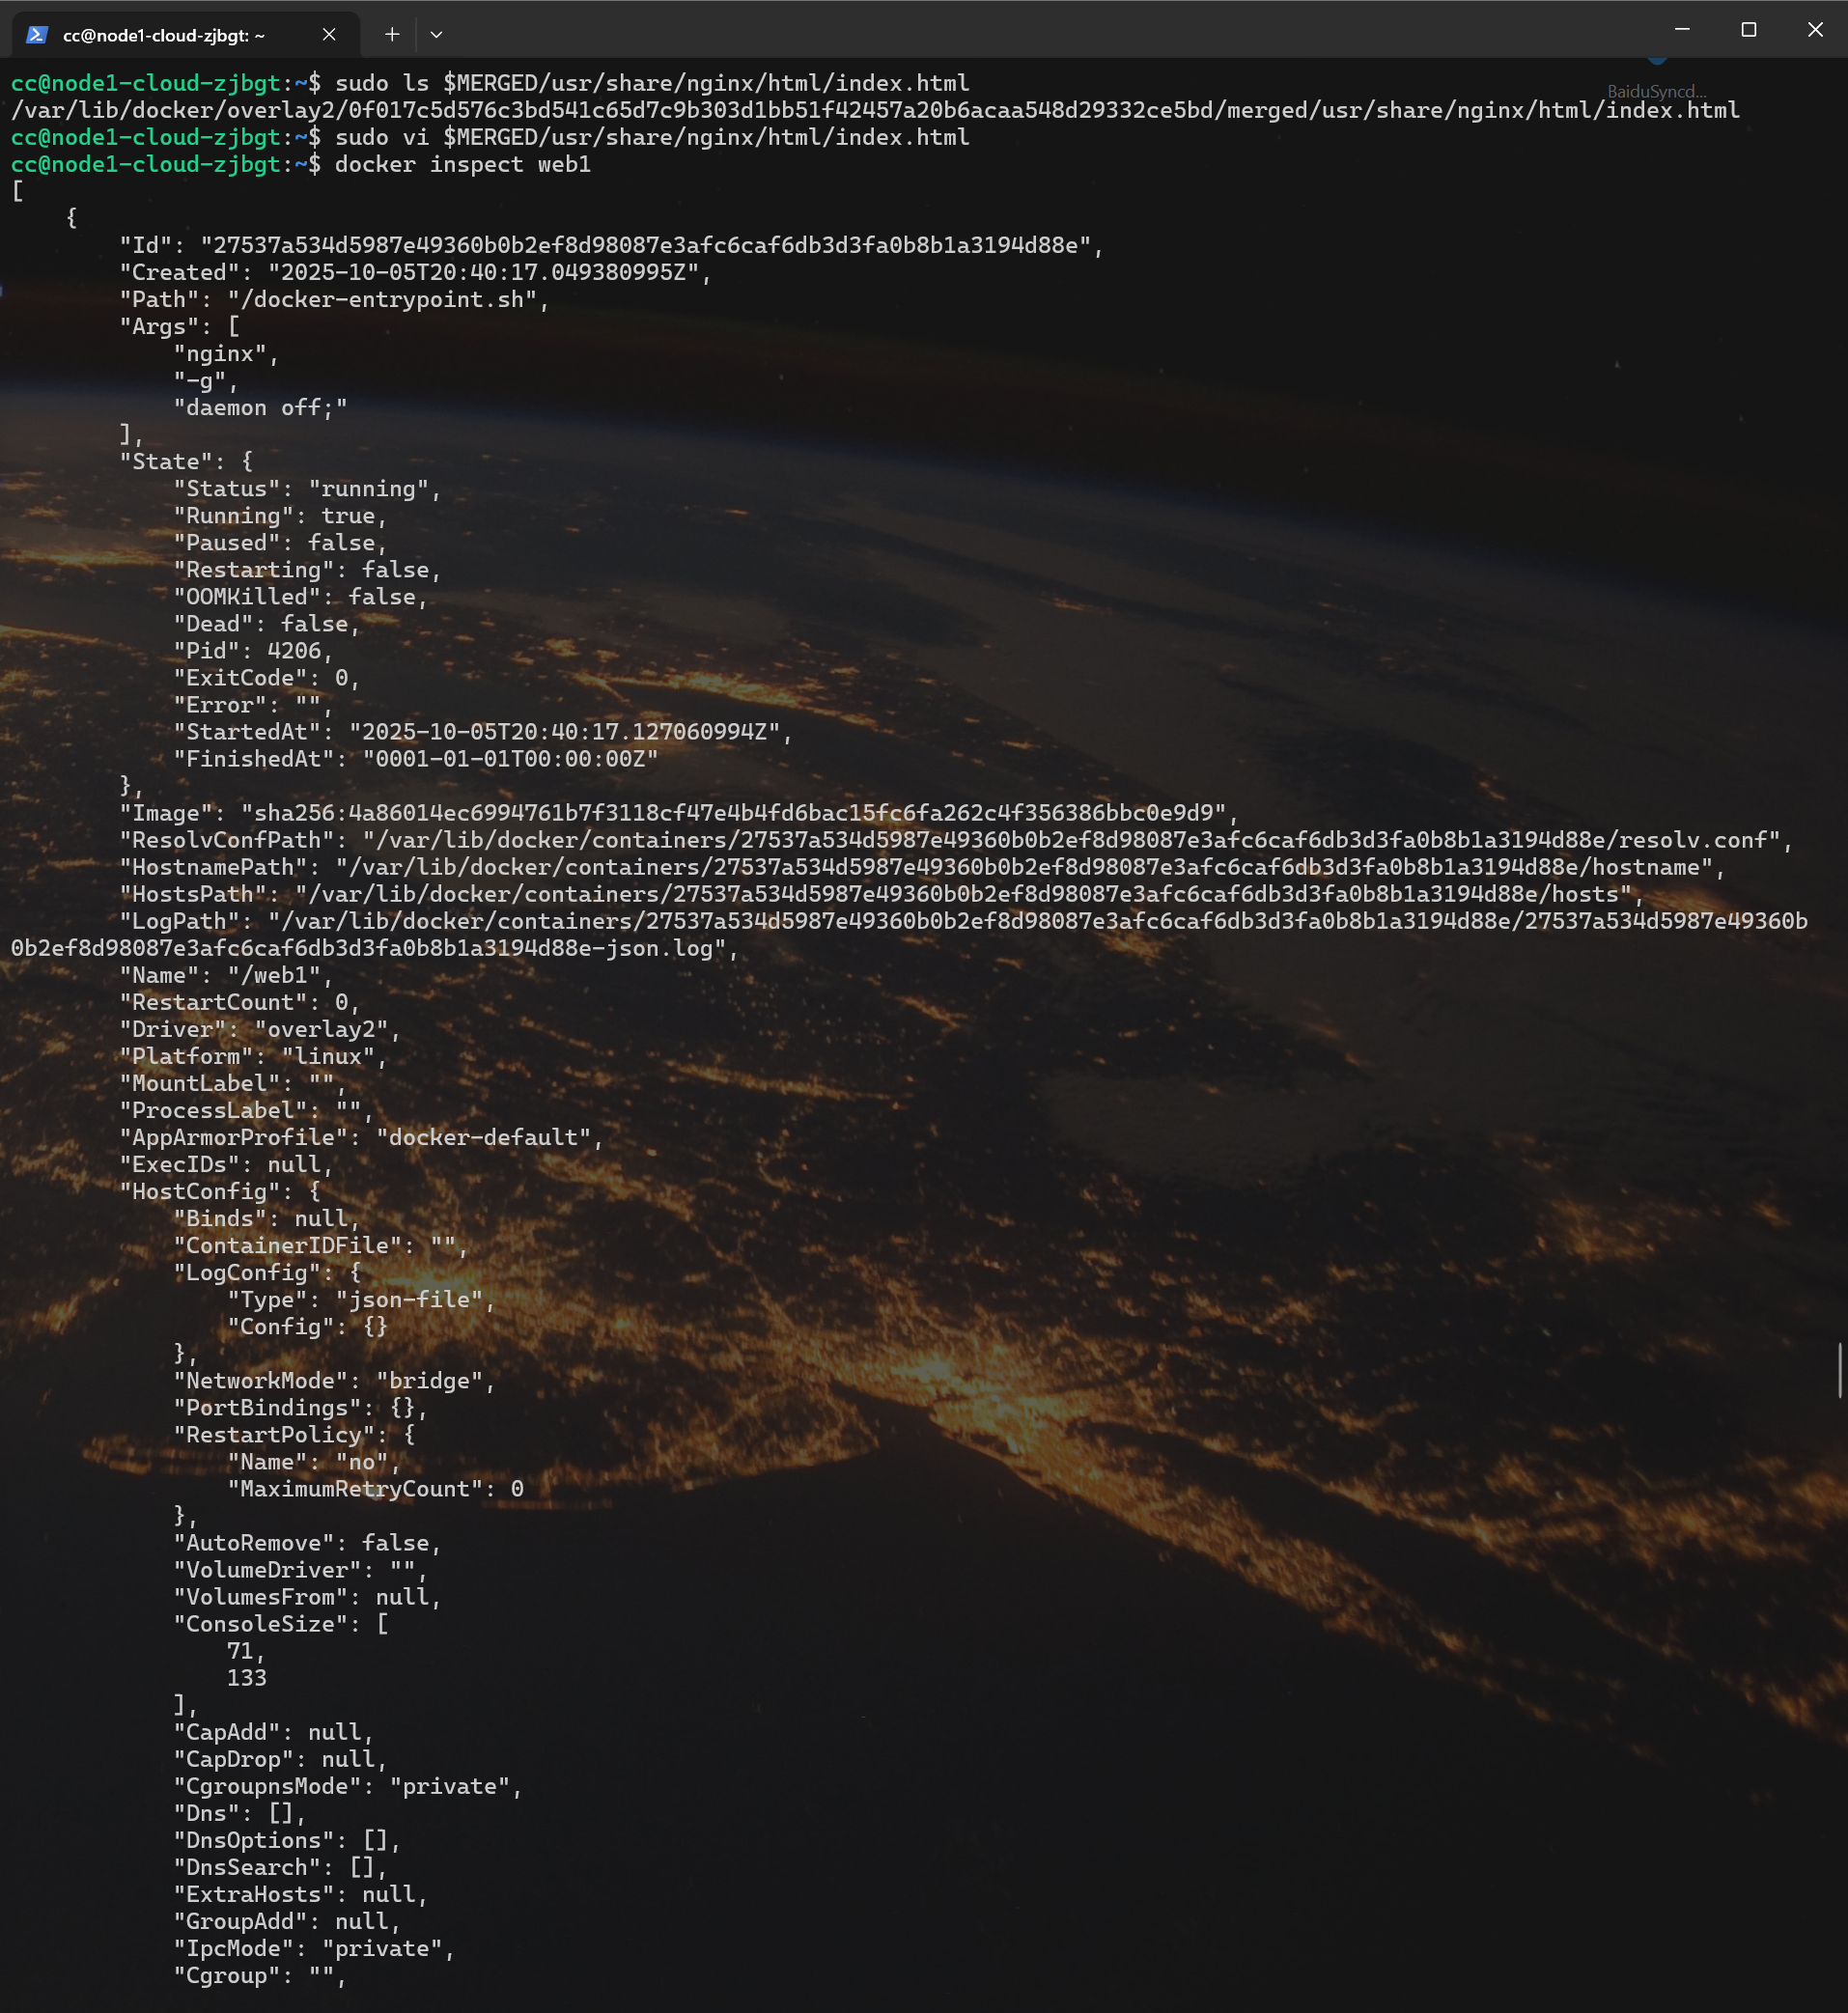 cc@node1-cloud-zjbgt: ~
BaiduSyncd...
cc@node1-cloud-zjbgt:~$ sudo ls $MERGED/usr/share/nginx/html/index.html
/var/lib/docker/overlay2/0f017c5d576c3bd541c65d7c9b303d1bb51f42457a20b6acaa548d29332ce5bd/merged/usr/share/nginx/html/index.html
cc@node1-cloud-zjbgt:~$ sudo vi $MERGED/usr/share/nginx/html/index.html
cc@node1-cloud-zjbgt:~$ docker inspect web1
[
    {
        "Id": "27537a534d5987e49360b0b2ef8d98087e3afc6caf6db3d3fa0b8b1a3194d88e",
        "Created": "2025-10-05T20:40:17.049380995Z",
        "Path": "/docker-entrypoint.sh",
        "Args": [
            "nginx",
            "-g",
            "daemon off;"
        ],
        "State": {
            "Status": "running",
            "Running": true,
            "Paused": false,
            "Restarting": false,
            "OOMKilled": false,
            "Dead": false,
            "Pid": 4206,
            "ExitCode": 0,
            "Error": "",
            "StartedAt": "2025-10-05T20:40:17.127060994Z",
            "FinishedAt": "0001-01-01T00:00:00Z"
        },
        "Image": "sha256:4a86014ec6994761b7f3118cf47e4b4fd6bac15fc6fa262c4f356386bbc0e9d9",
        "ResolvConfPath": "/var/lib/docker/containers/27537a534d5987e49360b0b2ef8d98087e3afc6caf6db3d3fa0b8b1a3194d88e/resolv.conf",
        "HostnamePath": "/var/lib/docker/containers/27537a534d5987e49360b0b2ef8d98087e3afc6caf6db3d3fa0b8b1a3194d88e/hostname",
        "HostsPath": "/var/lib/docker/containers/27537a534d5987e49360b0b2ef8d98087e3afc6caf6db3d3fa0b8b1a3194d88e/hosts",
        "LogPath": "/var/lib/docker/containers/27537a534d5987e49360b0b2ef8d98087e3afc6caf6db3d3fa0b8b1a3194d88e/27537a534d5987e49360b
0b2ef8d98087e3afc6caf6db3d3fa0b8b1a3194d88e-json.log",
        "Name": "/web1",
        "RestartCount": 0,
        "Driver": "overlay2",
        "Platform": "linux",
        "MountLabel": "",
        "ProcessLabel": "",
        "AppArmorProfile": "docker-default",
        "ExecIDs": null,
        "HostConfig": {
            "Binds": null,
            "ContainerIDFile": "",
            "LogConfig": {
                "Type": "json-file",
                "Config": {}
            },
            "NetworkMode": "bridge",
            "PortBindings": {},
            "RestartPolicy": {
                "Name": "no",
                "MaximumRetryCount": 0
            },
            "AutoRemove": false,
            "VolumeDriver": "",
            "VolumesFrom": null,
            "ConsoleSize": [
                71,
                133
            ],
            "CapAdd": null,
            "CapDrop": null,
            "CgroupnsMode": "private",
            "Dns": [],
            "DnsOptions": [],
            "DnsSearch": [],
            "ExtraHosts": null,
            "GroupAdd": null,
            "IpcMode": "private",
            "Cgroup": "",